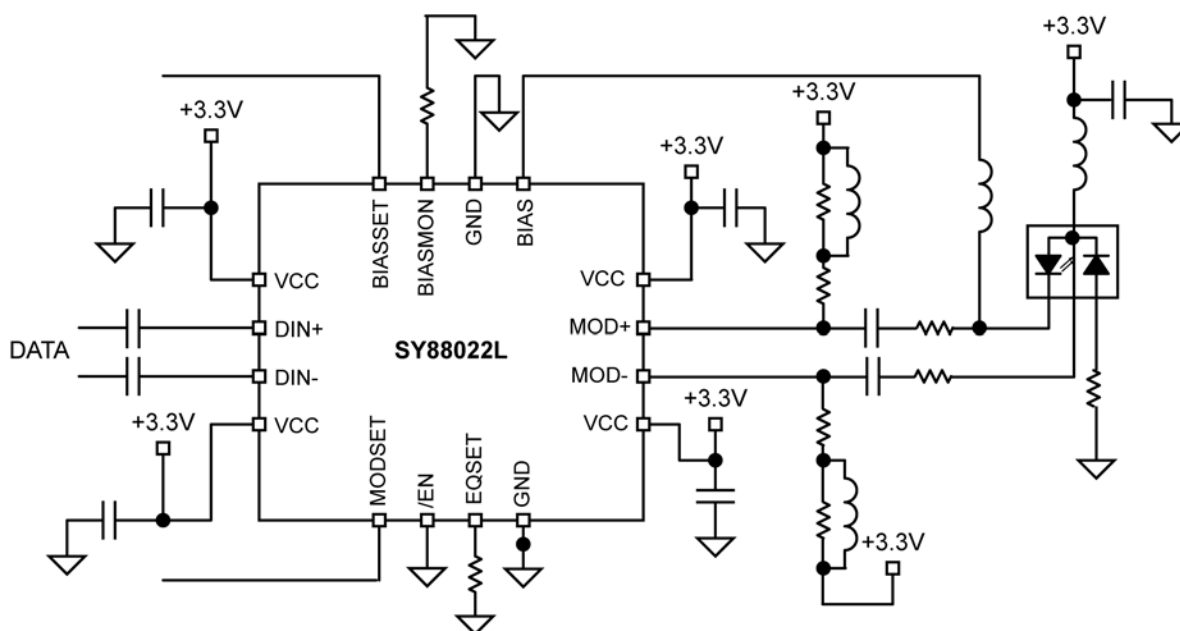 +3.3V
+3.3V
+3.3V
+3.3V
BIASSET
BIASMON
GND
BIAS
VCC
VCC
DIN+
MOD+
DATA
SY88022L
DIN-
MOD-
+3.3V
VCC
VCC
+3.3V
MODSET
/EN
EQSET
GND
+3.3V